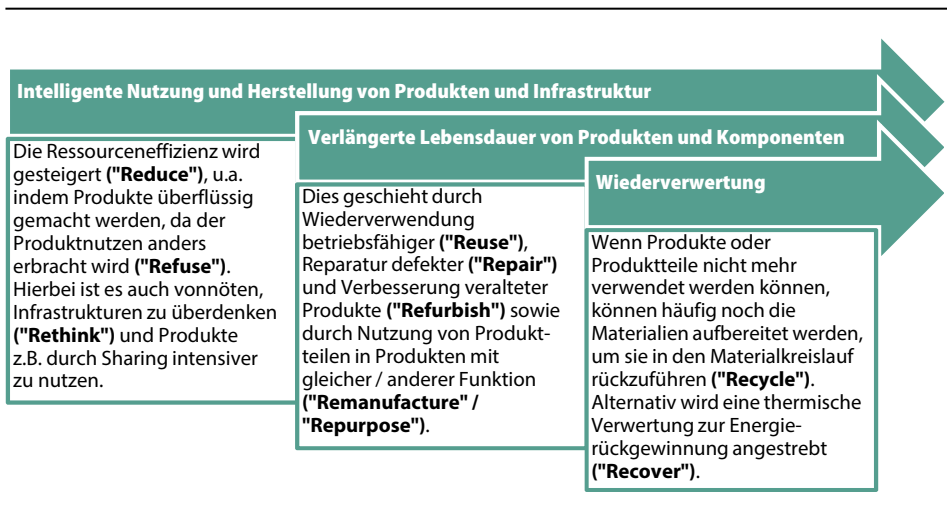 Intelligente Nutzung und Herstellung von Produkten und Infrastruktur
Die Ressourceneffizienz wird
gesteigert ("Reduce"), u.a.
indem Produkte überflüssig
gemacht werden, da der
Produktnutzen anders
erbracht wird ("Refuse").
Hierbei ist es auch vonnöten,
Infrastrukturen zu überdenken
("Rethink") und Produkte
z.B. durch Sharing intensiver
zu nutzen.
Verlängerte Lebensdauer von Produkten und Komponenten
Dies geschieht durch
Wiederverwendung
betriebsfähiger ("Reuse"),
Reparatur defekter ("Repair")
und Verbesserung veralteter
Produkte ("Refurbish") sowie
durch Nutzung von Produkt-
teilen in Produkten mit
gleicher / anderer Funktion
("Remanufacture" /
"Repurpose").
Wiederverwertung
Wenn Produkte oder
Produktteile nicht mehr
verwendet werden können,
können häufig noch die
Materialien aufbereitet werden,
um sie in den Materialkreislauf
rückzuführen ("Recycle").
Alternativ wird eine thermische
Verwertung zur Energie-
rückgewinnung angestrebt
("Recover").